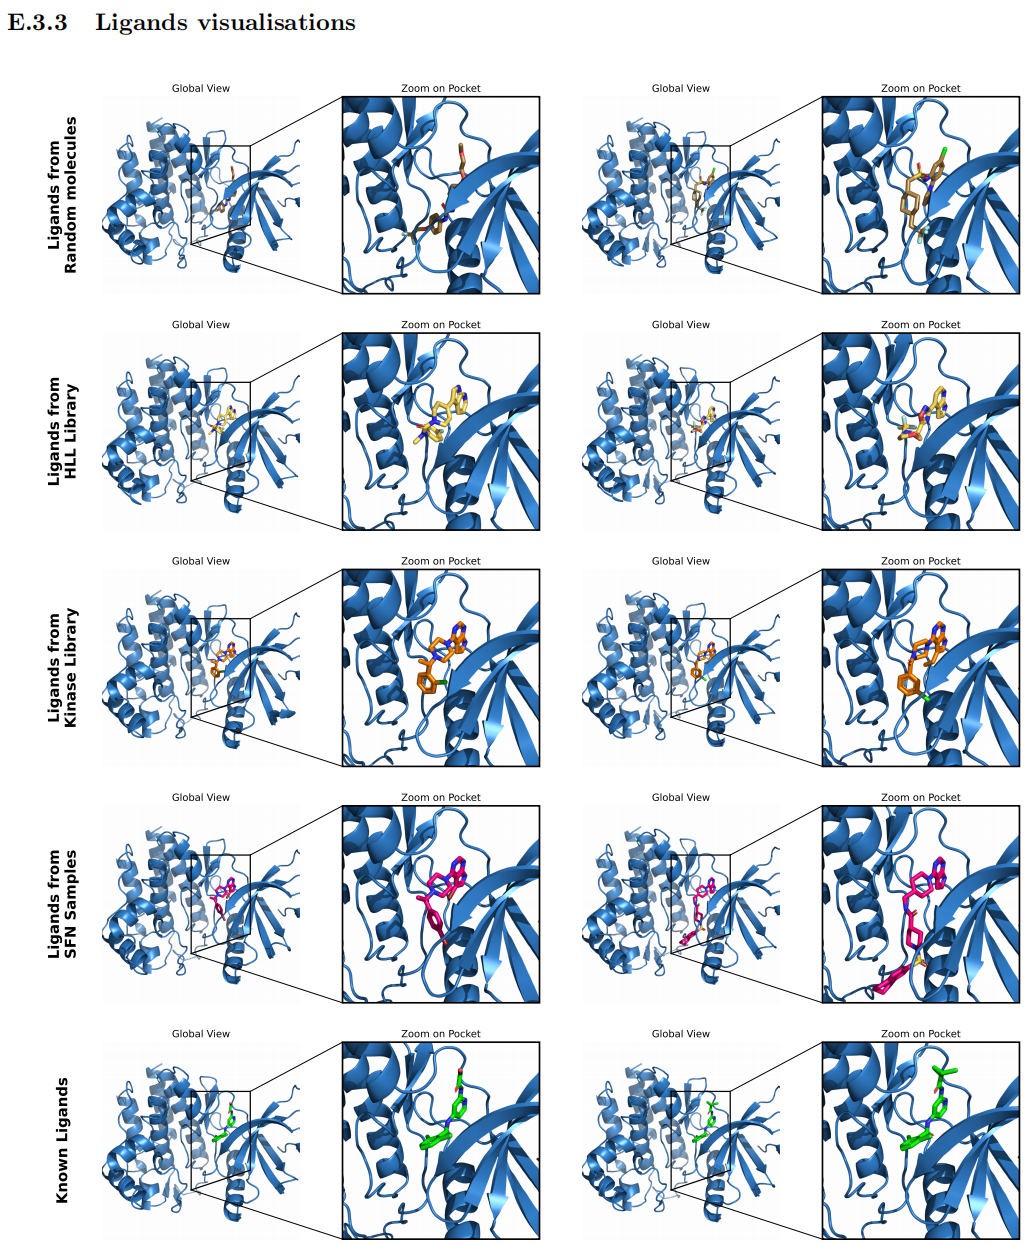 E.3.3 Ligands visualisations
Global View
Zoom on Pocket
Global View
Zoom on Pocket
Ligands from
Random molecules
Global View
Zoom on Pocket
Global View
Zoom on Pocket
Ligands from
HLL Library
Global View
Zoom on Pocket
Global View
Zoom on Pocket
Ligands from
Kinase Library
Global View
Zoom on Pocket
Global View
Zoom on Pocket
Ligands from
SFN Samples
Global View
Zoom on Pocket
Global View
Zoom on Pocket
Known Ligands